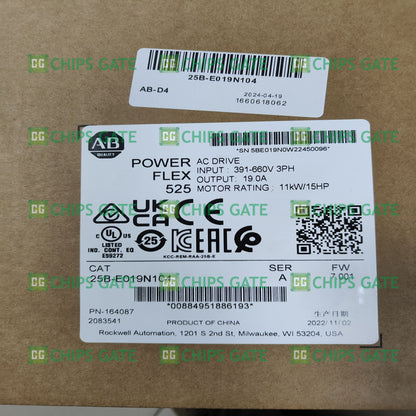 25B-E019N104
AB-D4
2024-04-19
1660618062
*SN 5BE019N0W22450096*
AB
QUALITY
POWER
FLEX
525
AC DRIVE
INPUT : 391-660V 3PH
OUTPUT: 19.0A
MOTOR RATING : 11kW/15HP
UK
CA
CE
EAC
c UL US
LISTED
IND. CONT. EQ
E59272
25
KCC-REM-RAA-25B-E
CAT
25B-E019N104
SER
A
FW
7.001
*00884951886193*
PN-164087
2083541
PRODUCT OF CHINA
生产日期
2022/11/02
Rockwell Automation, 1201 S 2nd St, Milwaukee, WI 53204, USA
CHIPS GATE